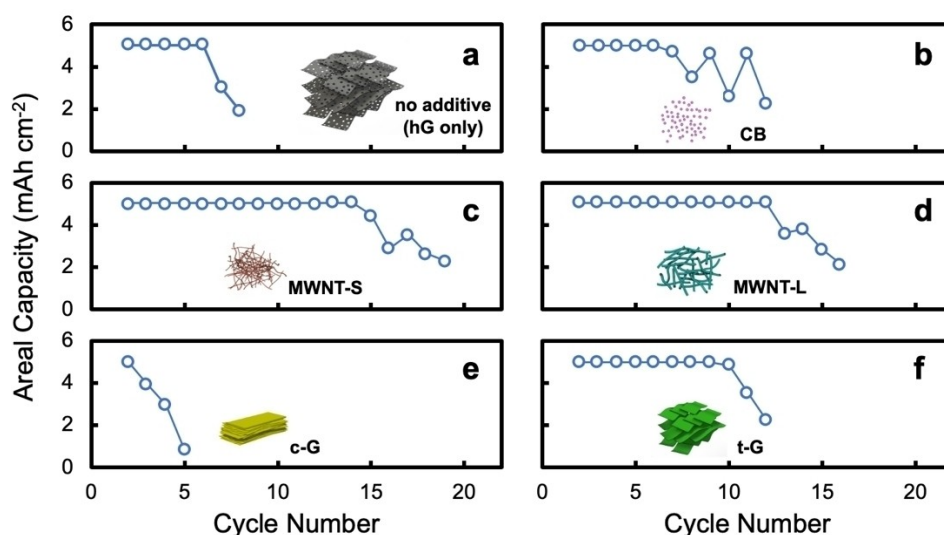 Areal Capacity (mAh cm-2)
6
4
2
0
a
no additive
(hG only)
b
CB
6
4
2
0
c
MWNT-S
d
MWNT-L
6
4
2
0
e
c-G
f
t-G
0 5 10 15 20
0 5 10 15 20
Cycle Number
Cycle Number